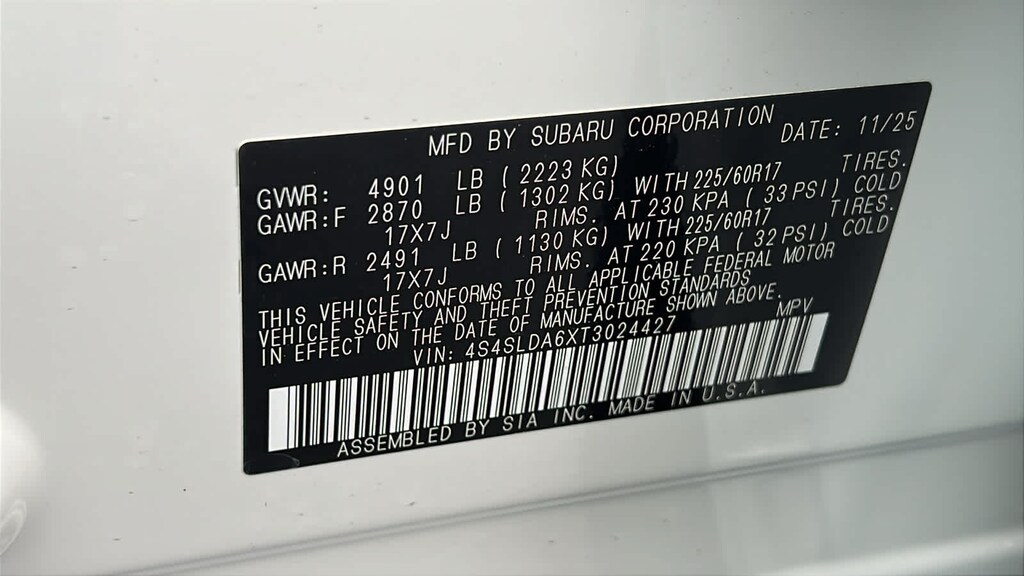 MFD BY SUBARU CORPORATION DATE: 11/25
GVWR: 4901 LB ( 2223 KG)
GAWR:F 2870 LB ( 1302 KG) WITH 225/60R17 TIRES.
17X7J RIMS. AT 230 KPA ( 33 PSI) COLD
GAWR:R 2491 LB ( 1130 KG) WITH 225/60R17 TIRES.
17X7J RIMS. AT 220 KPA ( 32 PSI) COLD
THIS VEHICLE CONFORMS TO ALL APPLICABLE FEDERAL MOTOR
VEHICLE SAFETY AND THEFT PREVENTION STANDARDS
IN EFFECT ON THE DATE OF MANUFACTURE SHOWN ABOVE.
VIN: 4S4SLDA6XT3024427 MPV
ASSEMBLED BY SIA INC. MADE IN U.S.A.